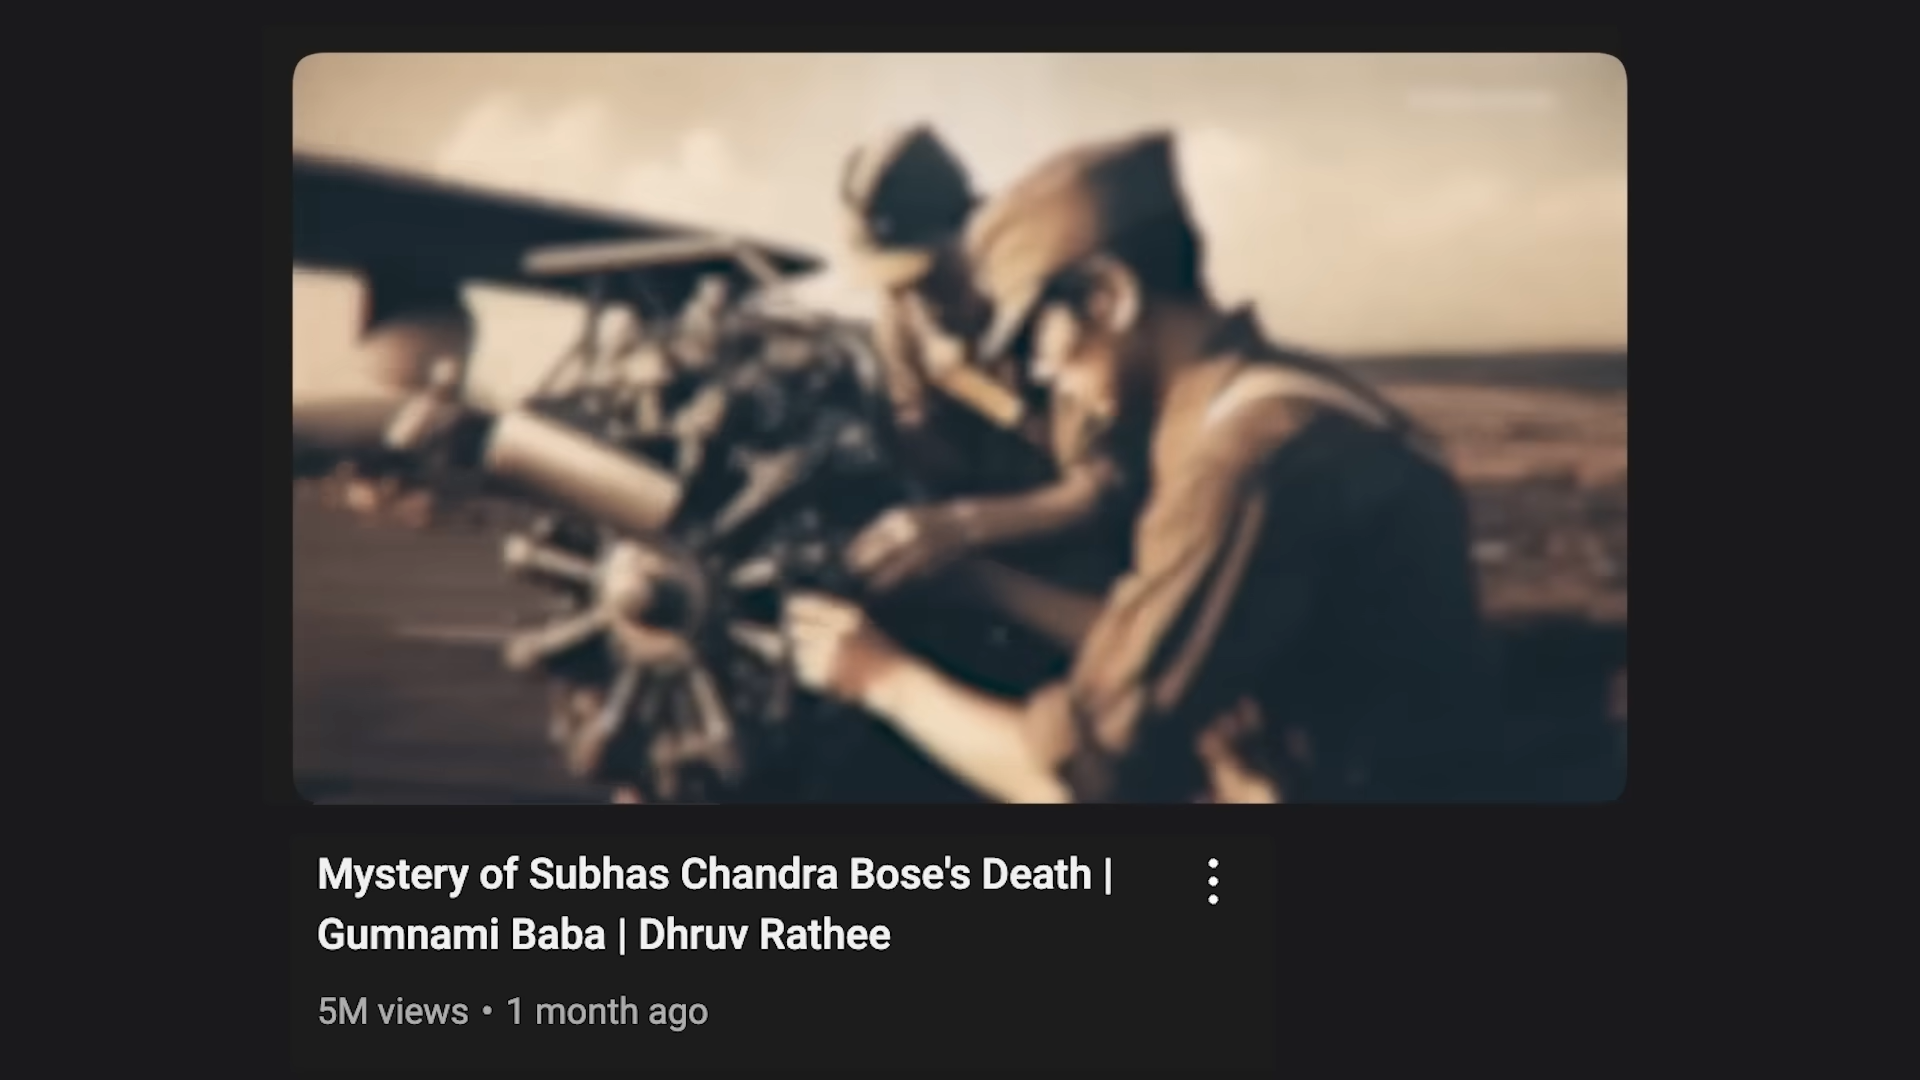 Mystery of Subhas Chandra Bose's Death |
Gumnami Baba | Dhruv Rathee
5M views • 1 month ago